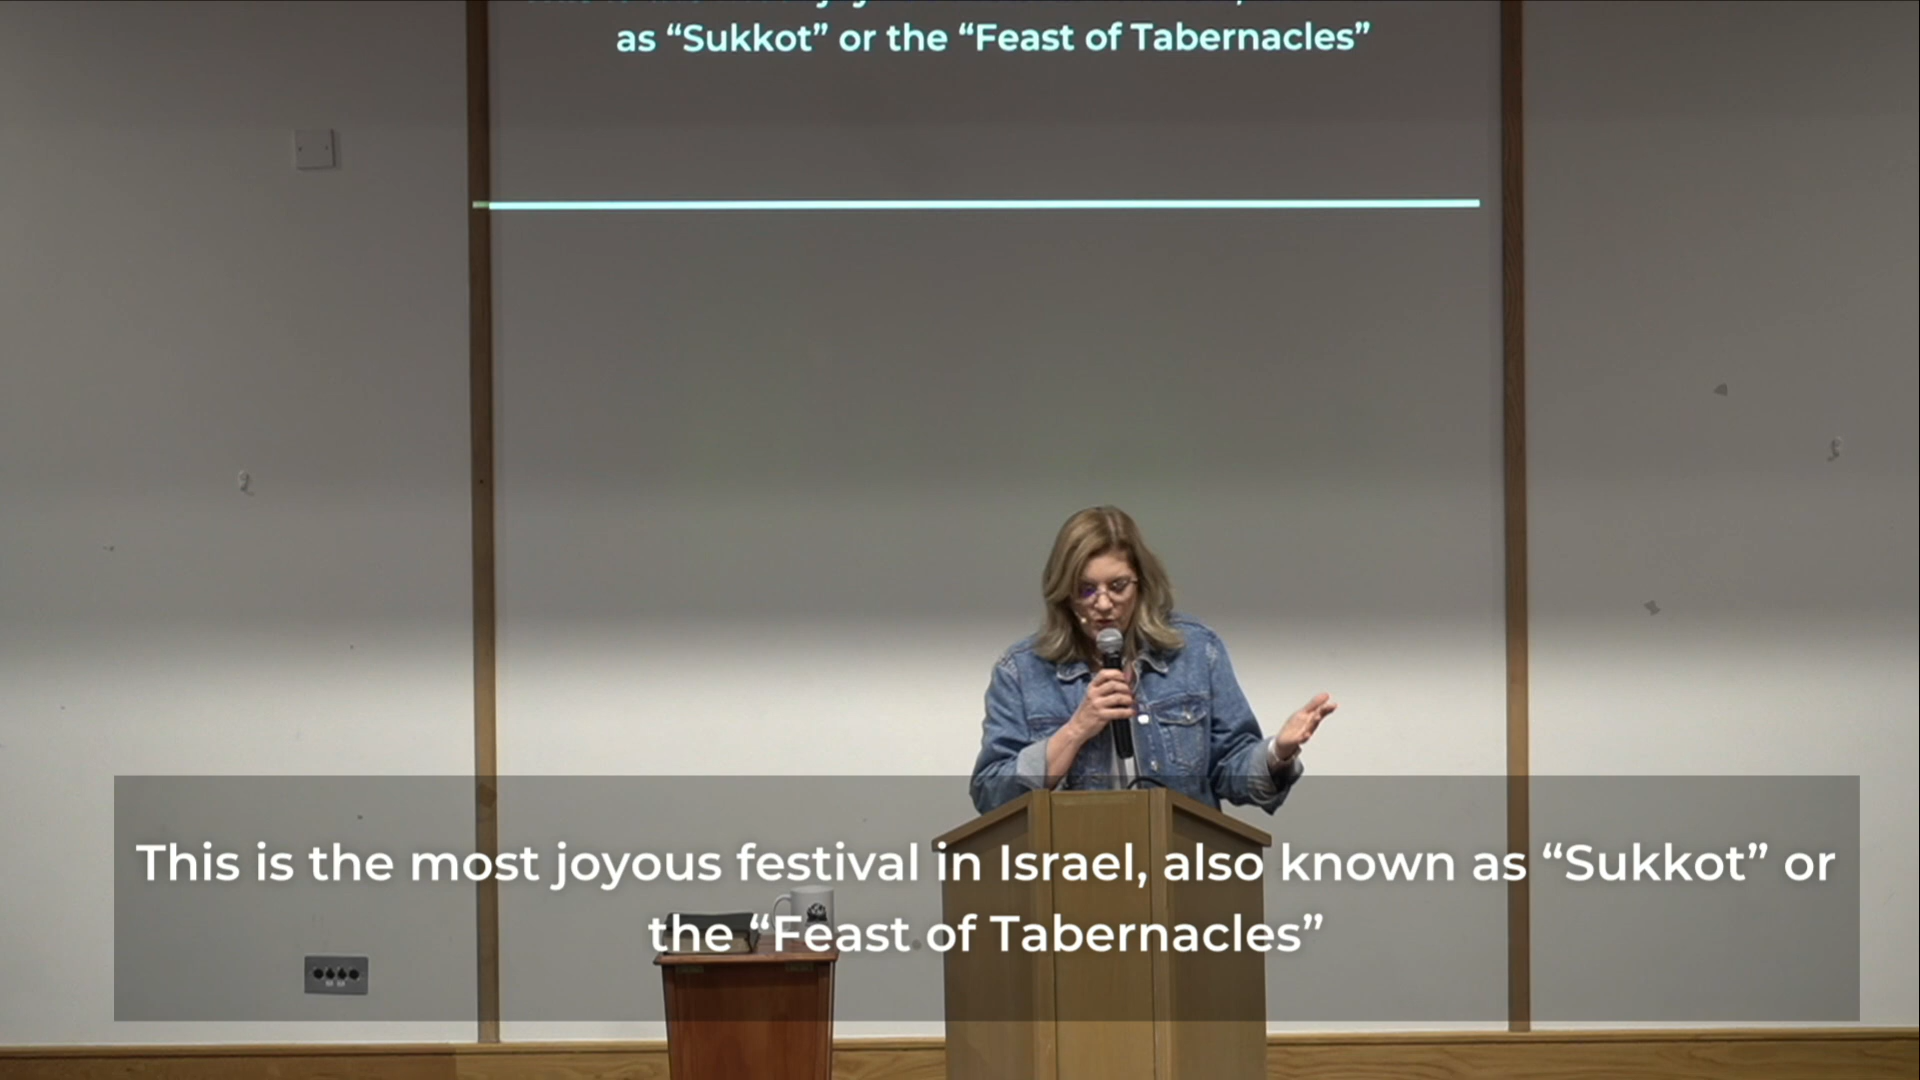 as “Sukkot” or the “Feast of Tabernacles”
This is the most joyous festival in Israel, also known as “Sukkot” or
the “Feast of Tabernacles”